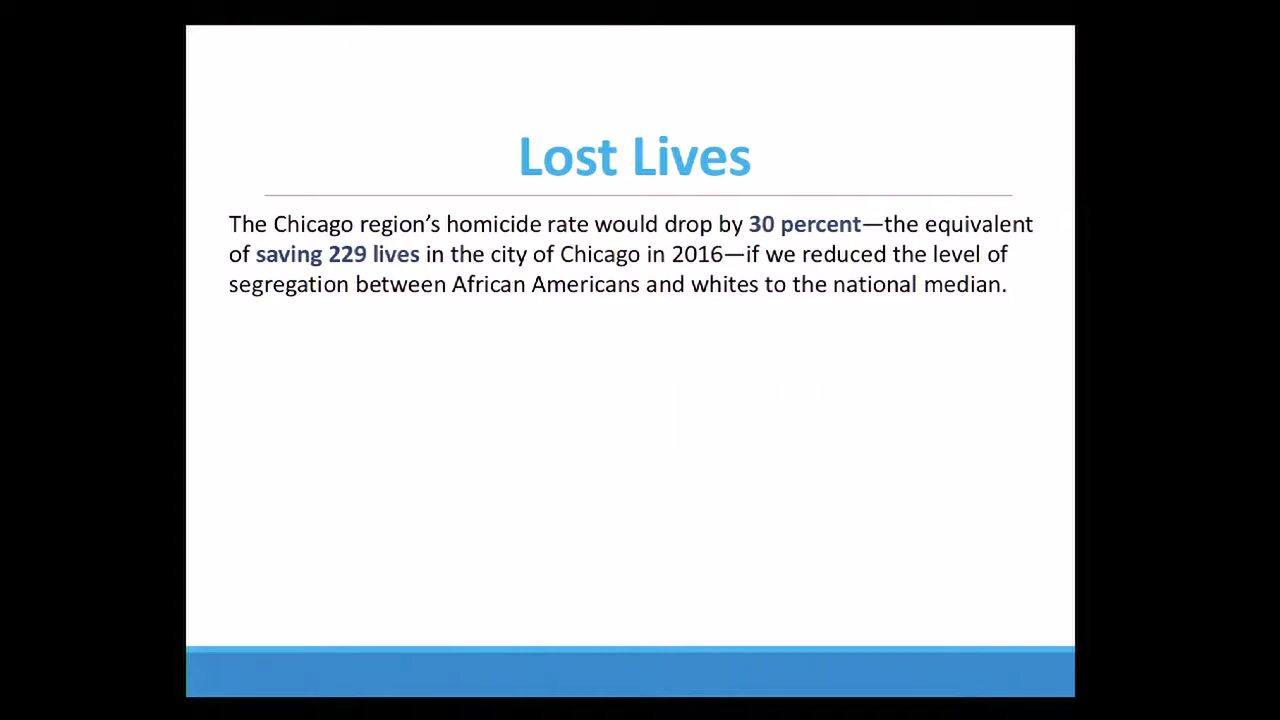 Lost Lives
The Chicago region’s homicide rate would drop by 30 percent—the equivalent
of saving 229 lives in the city of Chicago in 2016—if we reduced the level of
segregation between African Americans and whites to the national median.